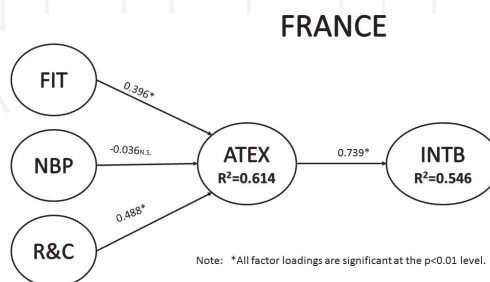 FRANCE
FIT
0.396*
NBP
-0.036N.S.
R&C
0.488*
ATEX
R²=0.614
0.739*
INTB
R²=0.546
Note: *All factor loadings are significant at the p<0.01 level.